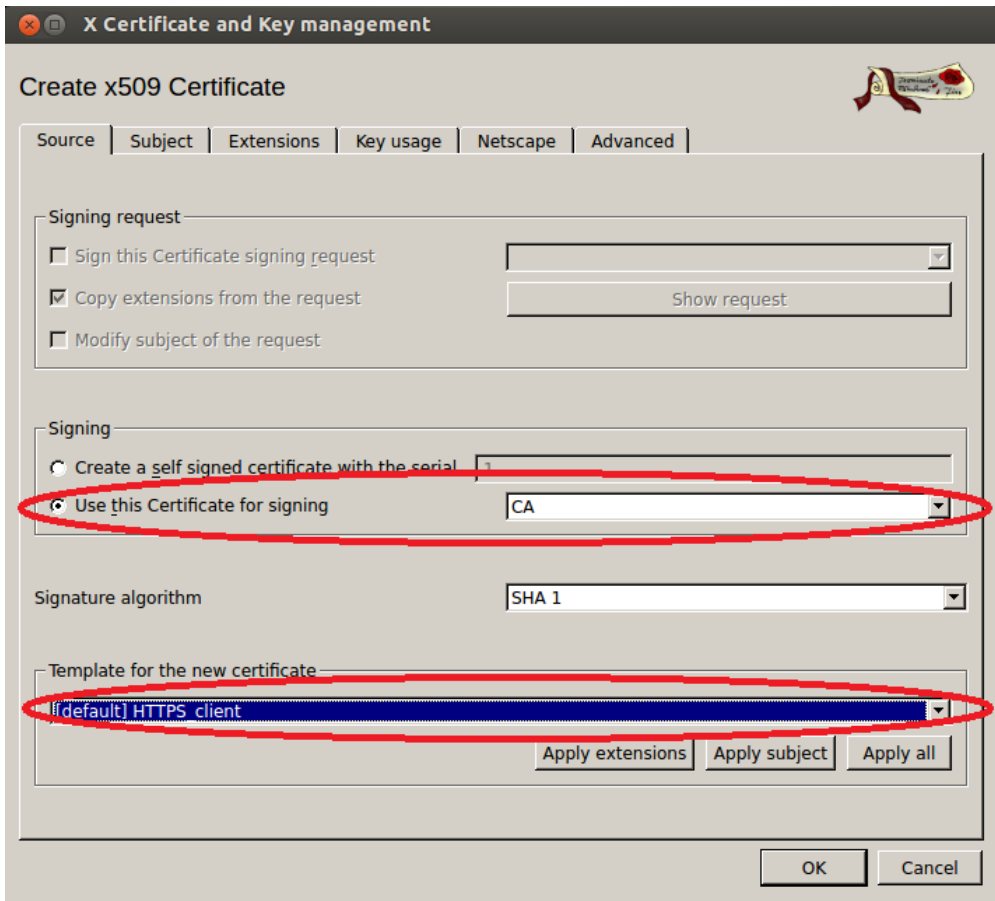 X Certificate and Key management
Create x509 Certificate
Source Subject Extensions Key usage Netscape Advanced
Signing request
Sign this Certificate signing request
Copy extensions from the request Show request
Modify subject of the request
Signing
Create a self signed certificate with the serial 1
Use this Certificate for signing CA
Signature algorithm SHA 1
Template for the new certificate
[default] HTTPS_client
Apply extensions Apply subject Apply all
OK Cancel